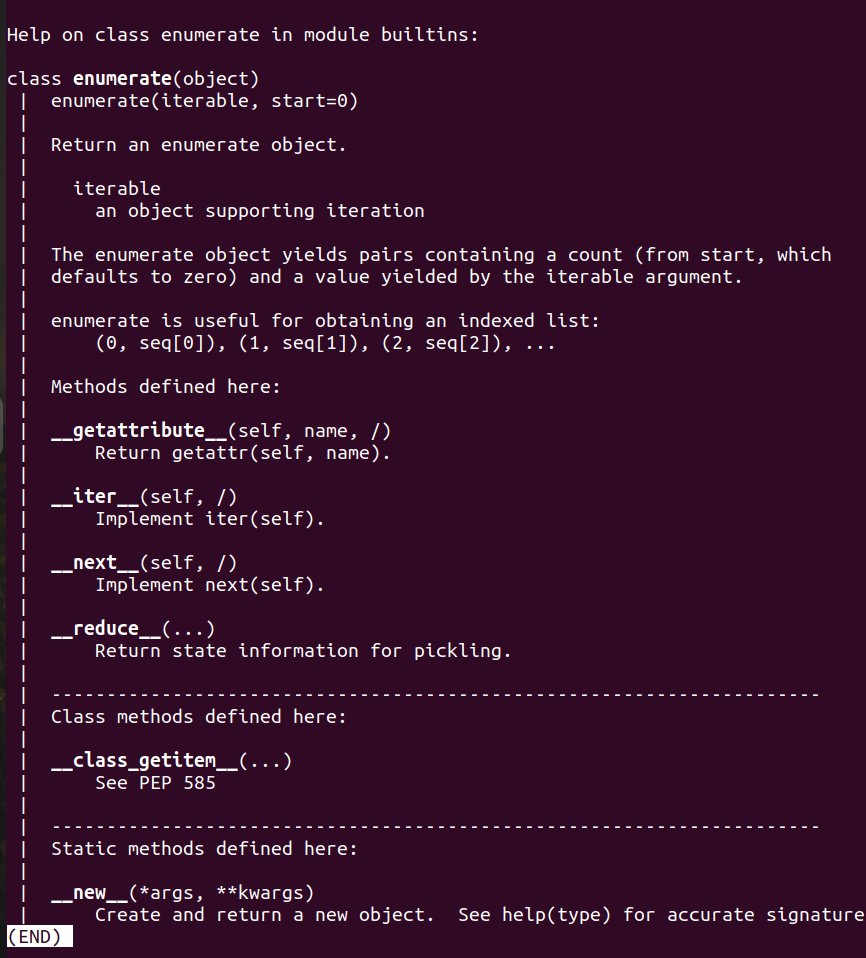 Help on class enumerate in module builtins:

class enumerate(object)
 |  enumerate(iterable, start=0)
 |
 |  Return an enumerate object.
 |
 |    iterable
 |      an object supporting iteration
 |
 |  The enumerate object yields pairs containing a count (from start, which
 |  defaults to zero) and a value yielded by the iterable argument.
 |
 |  enumerate is useful for obtaining an indexed list:
 |      (0, seq[0]), (1, seq[1]), (2, seq[2]), ...
 |
 |  Methods defined here:
 |
 |  __getattribute__(self, name, /)
 |      Return getattr(self, name).
 |
 |  __iter__(self, /)
 |      Implement iter(self).
 |
 |  __next__(self, /)
 |      Implement next(self).
 |
 |  __reduce__(...)
 |      Return state information for pickling.
 |
 |  ----------------------------------------------------------------------
 |  Class methods defined here:
 |
 |  __class_getitem__(...)
 |      See PEP 585
 |
 |  ----------------------------------------------------------------------
 |  Static methods defined here:
 |
 |  __new__(*args, **kwargs)
 |      Create and return a new object.  See help(type) for accurate signature
(END)